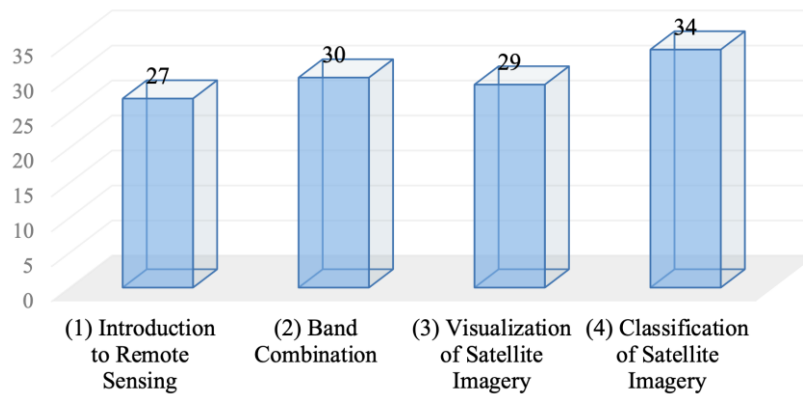 35
30
25
20
15
10
5
0
27
30
29
34
(1) Introduction
to Remote
Sensing
(2) Band
Combination
(3) Visualization
of Satellite
Imagery
(4) Classification
of Satellite
Imagery